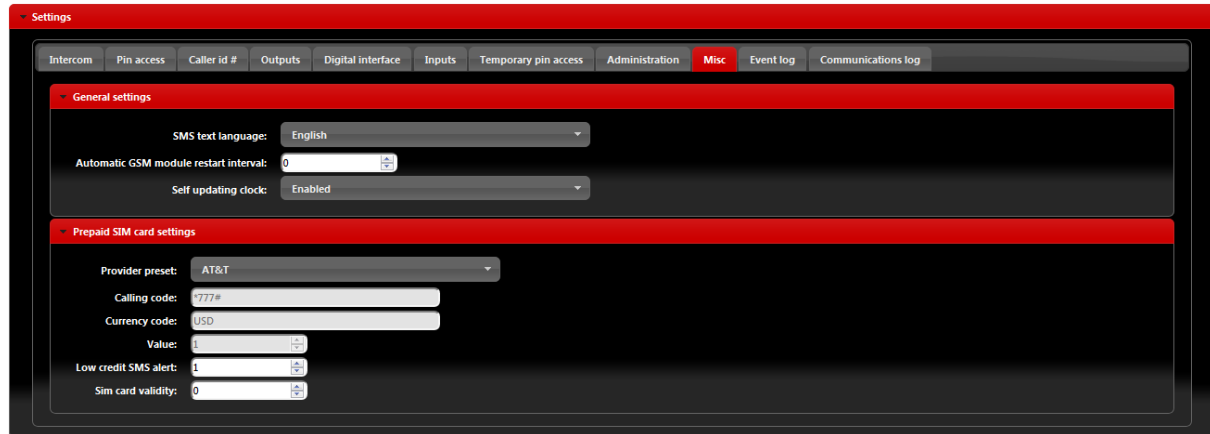 Settings
Intercom Pin access Caller id # Outputs Digital interface Inputs Temporary pin access Administration Misc Event log Communications log
General settings
SMS text language: English
Automatic GSM module restart interval: 0
Self updating clock: Enabled
Prepaid SIM card settings
Provider preset: AT&T
Calling code: *777#
Currency code: USD
Value: 1
Low credit SMS alert: 1
Sim card validity: 0